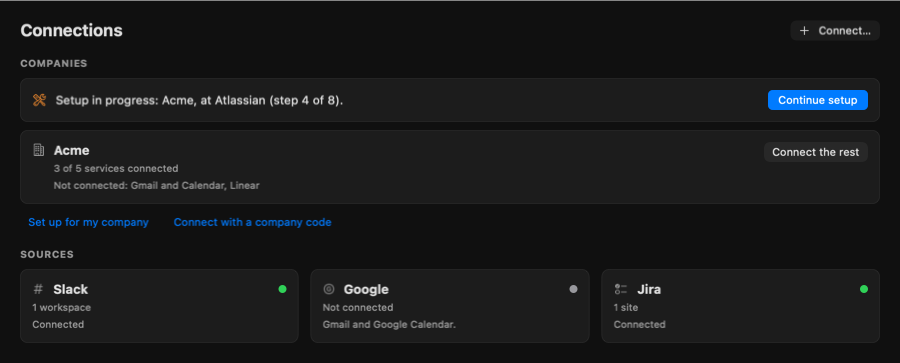 Connections
+ Connect...
COMPANIES
Setup in progress: Acme, at Atlassian (step 4 of 8).
Continue setup
Acme
3 of 5 services connected
Not connected: Gmail and Calendar, Linear
Connect the rest
Set up for my company
Connect with a company code
SOURCES
# Slack
1 workspace
Connected
Google
Not connected
Gmail and Google Calendar.
Jira
1 site
Connected